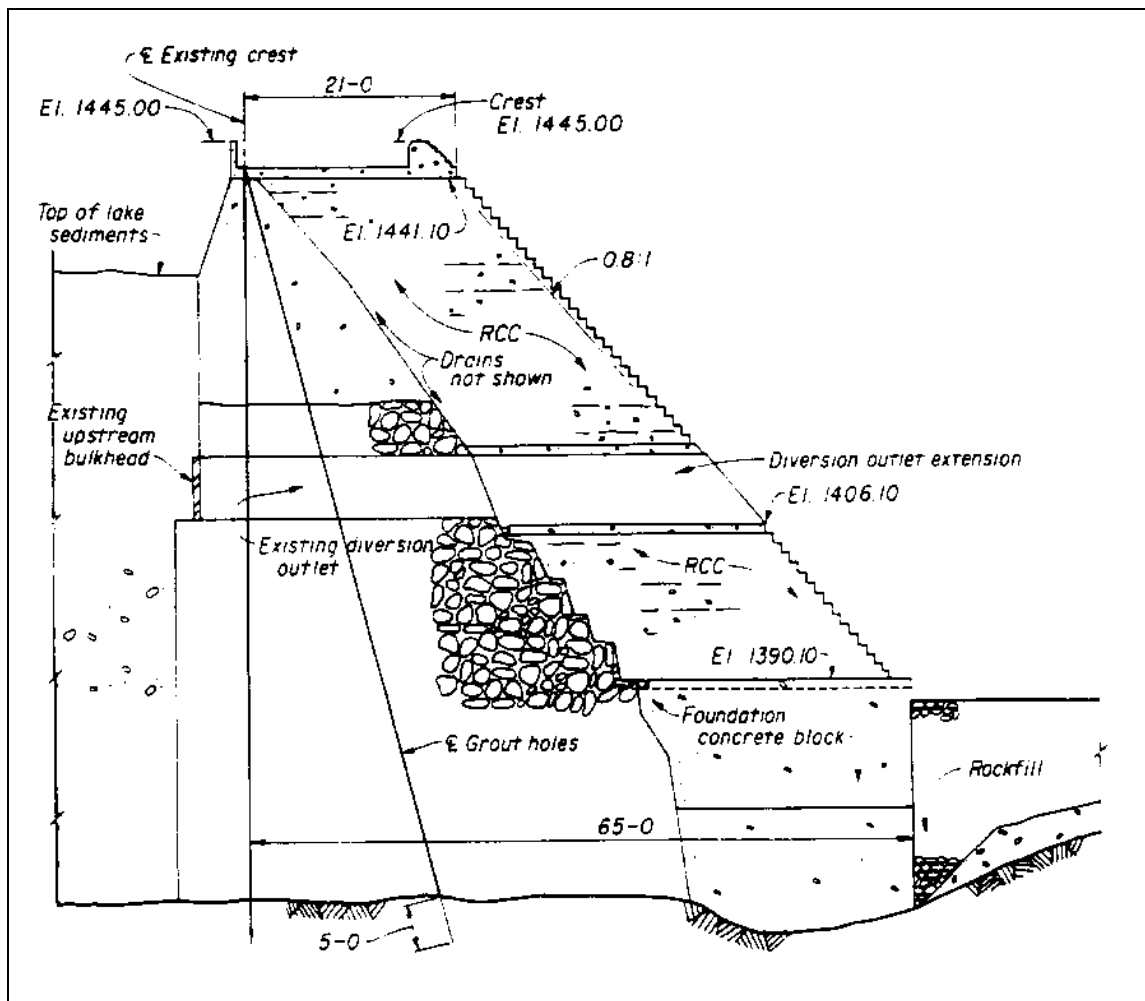 ℄ Existing crest
21-0
El. 1445.00
Crest
El. 1445.00
Top of lake
sediments
El. 1441.10
0.8:1
RCC
Drains
not shown
Existing
upstream
bulkhead
Diversion outlet extension
El. 1406.10
Existing diversion
outlet
RCC
El 1390.10
Foundation
concrete block
℄ Grout holes
Rockfill
65-0
5-0